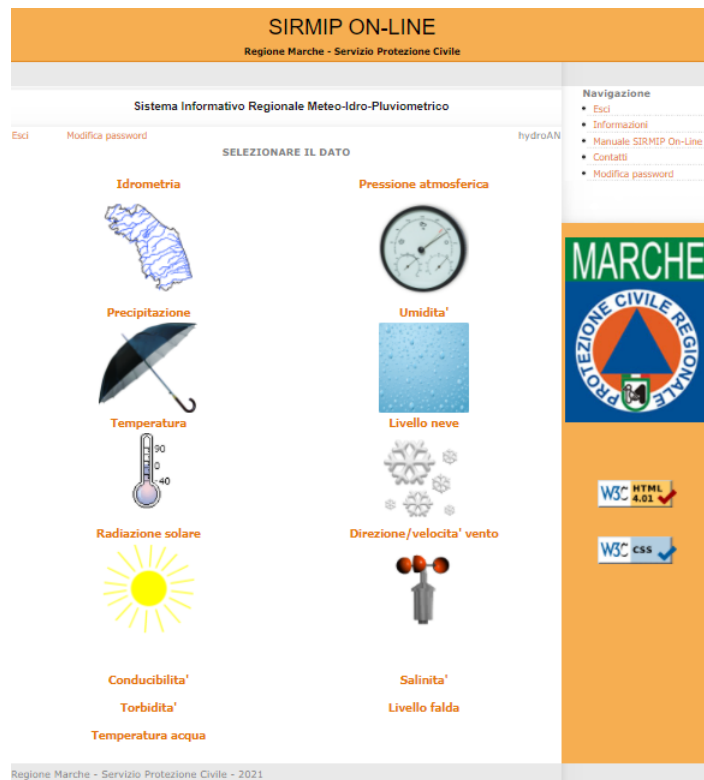 SIRMIP ON-LINE
Regione Marche - Servizio Protezione Civile
Sistema Informativo Regionale Meteo-Idro-Pluviometrico
Esci Modifica password hydroAN
SELEZIONARE IL DATO
Idrometria Pressione atmosferica
Precipitazione Umidita'
Temperatura Livello neve
90
0
-40
Radiazione solare Direzione/velocita' vento
Conducibilita' Salinita'
Torbidita' Livello falda
Temperatura acqua
Navigazione
Esci
Informazioni
Manuale SIRMIP On-Line
Contatti
Modifica password
MARCHE
PROTEZIONE CIVILE REGIONALE
W3C HTML 4.01
W3C css
Regione Marche - Servizio Protezione Civile - 2021